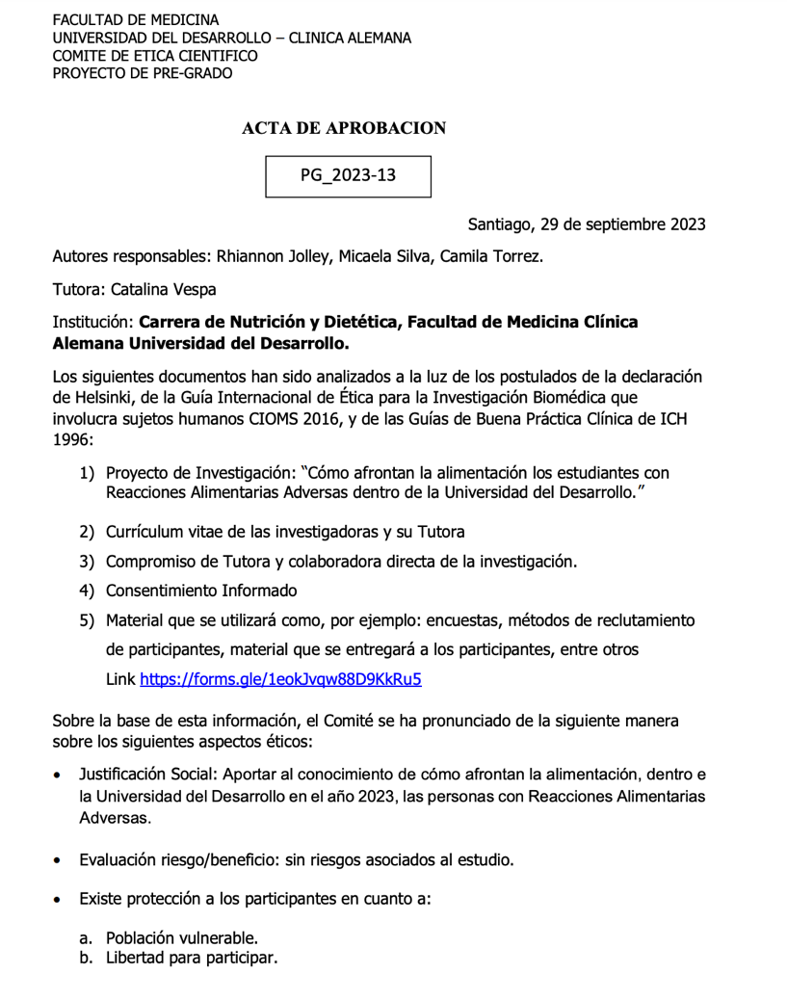 FACULTAD DE MEDICINA
UNIVERSIDAD DEL DESARROLLO – CLINICA ALEMANA
COMITE DE ETICA CIENTIFICO
PROYECTO DE PRE-GRADO
ACTA DE APROBACION
PG_2023-13
Santiago, 29 de septiembre 2023
Autores responsables: Rhiannon Jolley, Micaela Silva, Camila Torrez.
Tutora: Catalina Vespa
Institución: Carrera de Nutrición y Dietética, Facultad de Medicina Clínica
Alemana Universidad del Desarrollo.
Los siguientes documentos han sido analizados a la luz de los postulados de la declaración
de Helsinki, de la Guía Internacional de Ética para la Investigación Biomédica que
involucra sujetos humanos CIOMS 2016, y de las Guías de Buena Práctica Clínica de ICH
1996:
1) Proyecto de Investigación: “Cómo afrontan la alimentación los estudiantes con
Reacciones Alimentarias Adversas dentro de la Universidad del Desarrollo.”
2) Currículum vitae de las investigadoras y su Tutora
3) Compromiso de Tutora y colaboradora directa de la investigación.
4) Consentimiento Informado
5) Material que se utilizará como, por ejemplo: encuestas, métodos de reclutamiento
de participantes, material que se entregará a los participantes, entre otros
Link https://forms.gle/1eokJvqw88D9KkRu5
Sobre la base de esta información, el Comité se ha pronunciado de la siguiente manera
sobre los siguientes aspectos éticos:
• Justificación Social: Aportar al conocimiento de cómo afrontan la alimentación, dentro e
la Universidad del Desarrollo en el año 2023, las personas con Reacciones Alimentarias
Adversas.
• Evaluación riesgo/beneficio: sin riesgos asociados al estudio.
• Existe protección a los participantes en cuanto a:
a. Población vulnerable.
b. Libertad para participar.